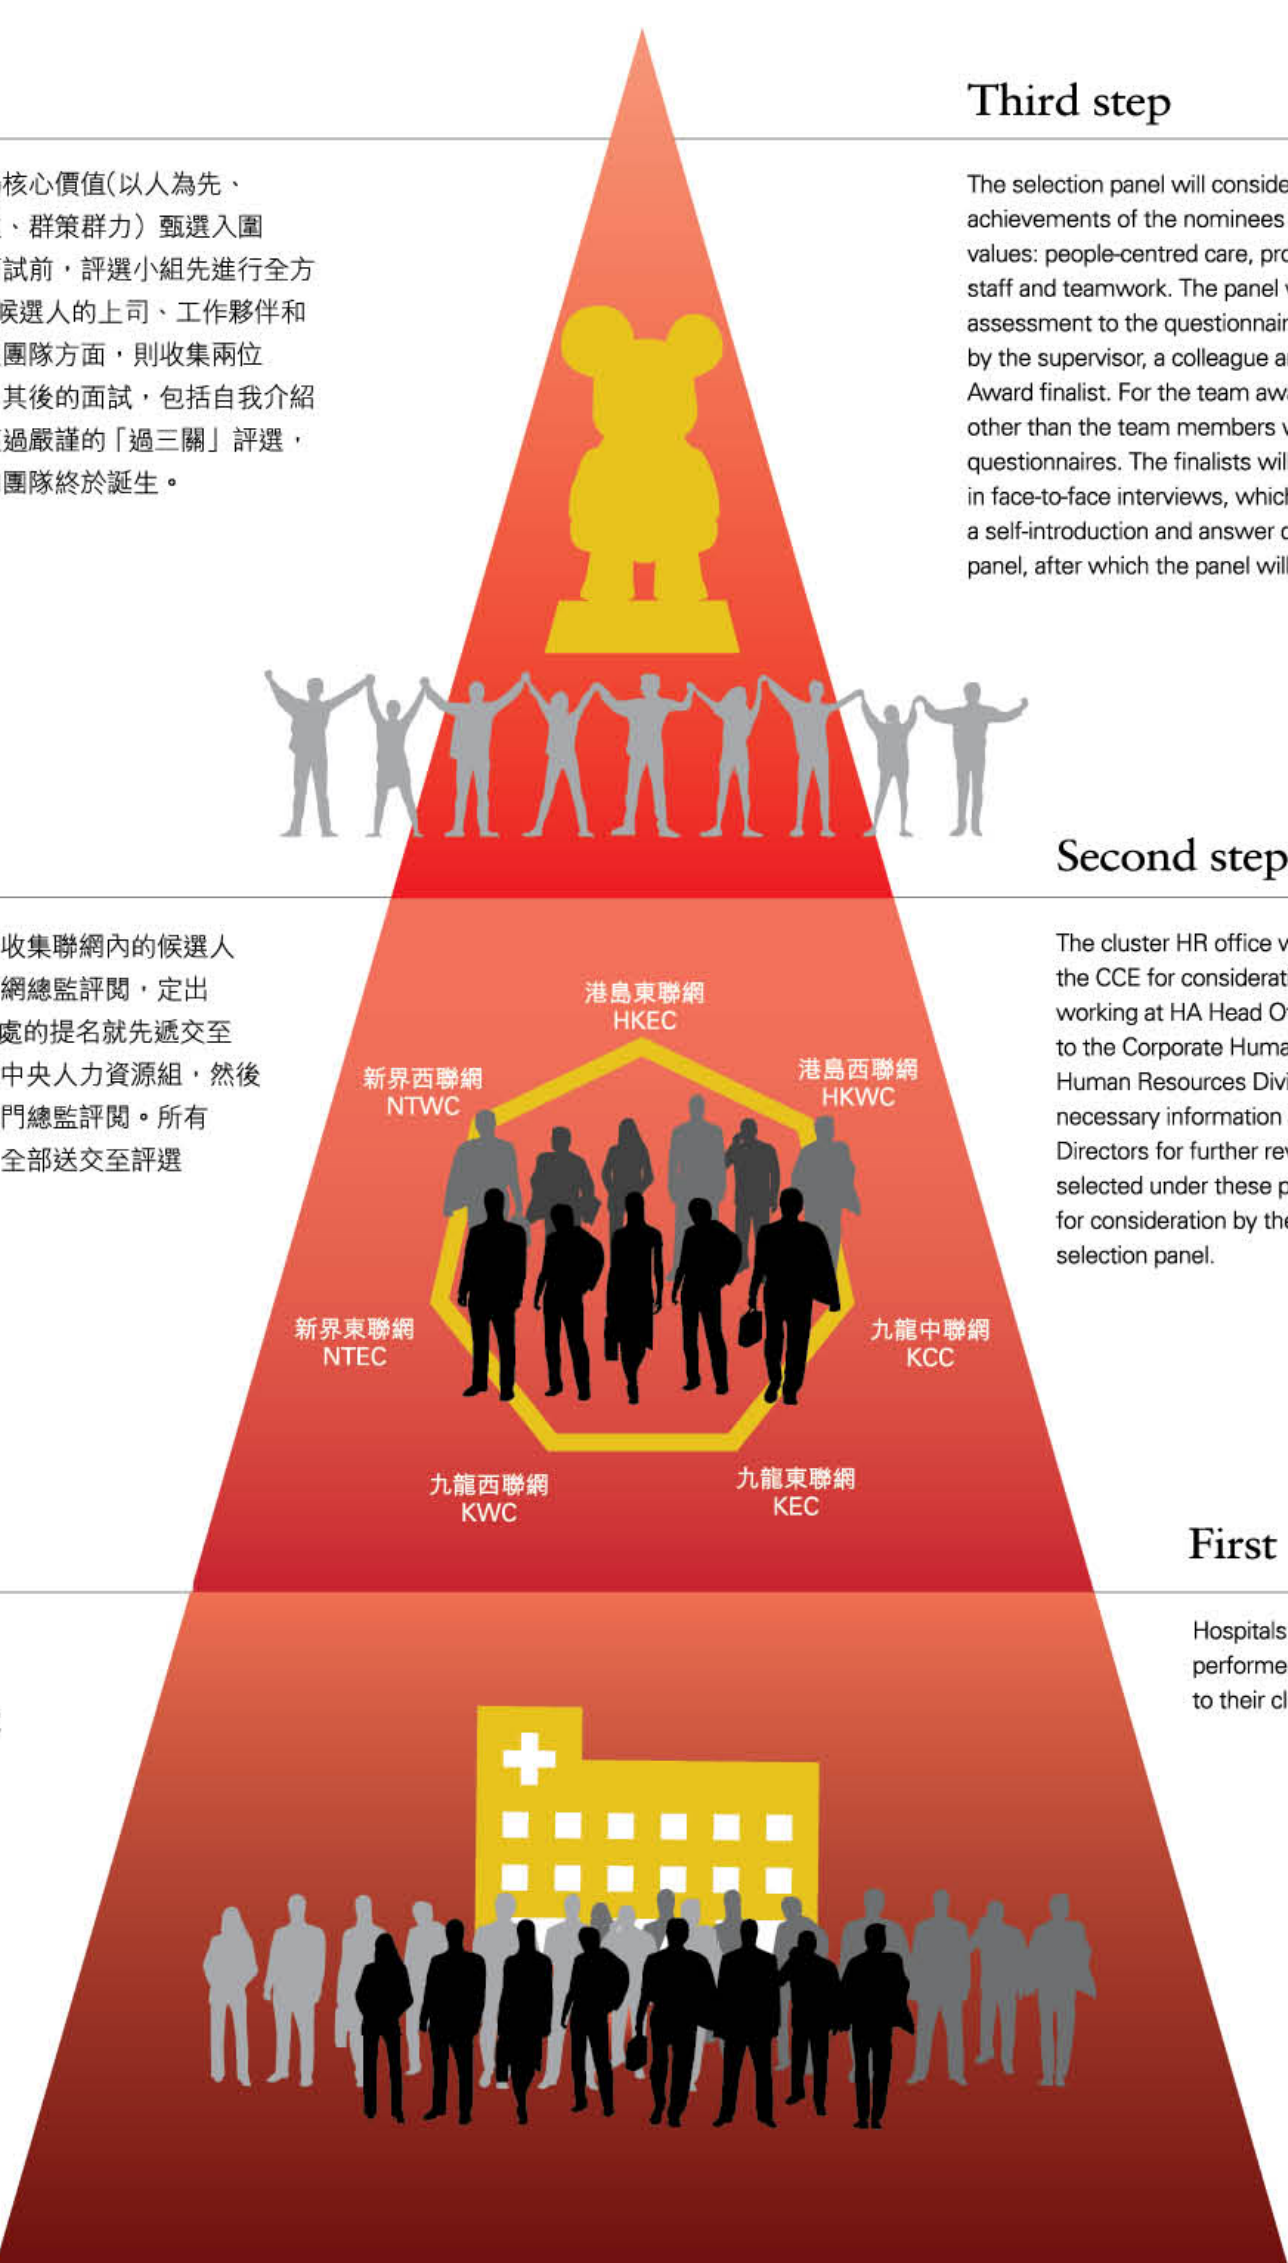 Third step
核心價值(以人為先、
、群策群力）甄選入圍
試前，評選小組先進行全方
候選人的上司、工作夥伴和
團隊方面，則收集兩位
其後的面試，包括自我介紹
過嚴謹的「過三關」評選，
團隊終於誕生。
The selection panel will conside
achievements of the nominees
values: people-centred care, pro
staff and teamwork. The panel
assessment to the questionnair
by the supervisor, a colleague a
Award finalist. For the team awa
other than the team members
questionnaires. The finalists will
in face-to-face interviews, which
a self-introduction and answer
panel, after which the panel will
Second step
收集聯網內的候選人
網總監評閱，定出
處的提名就先遞交至
中央人力資源組，然後
門總監評閱。所有
全部送交至評選
The cluster HR office
the CCE for considerati
working at HA Head Of
to the Corporate Huma
Human Resources Divi
necessary information
Directors for further rev
selected under these p
for consideration by the
selection panel.
港島東聯網
HKEC
港島西聯網
HKWC
新界西聯網
NTWC
新界東聯網
NTEC
九龍中聯網
KCC
九龍西聯網
KWC
九龍東聯網
KEC
First
Hospitals
performe
to their cl